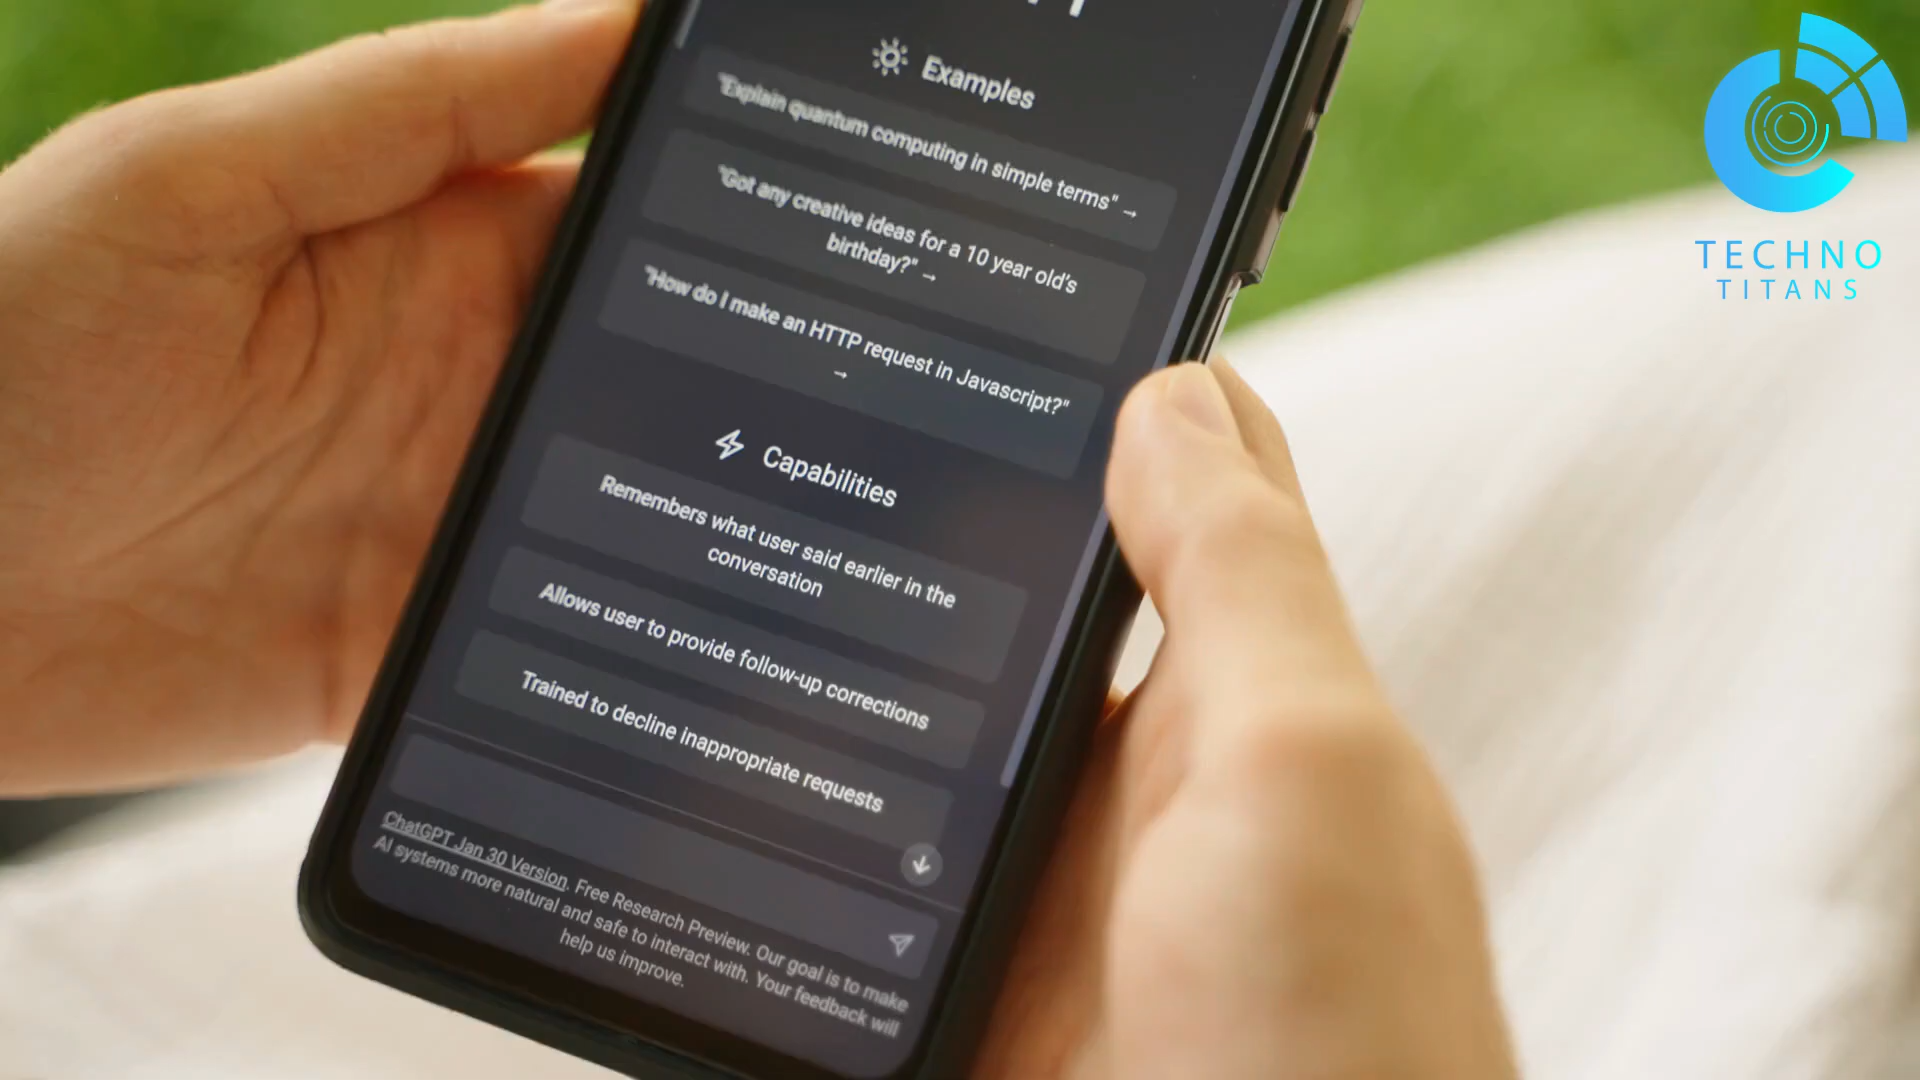 Examples
"Explain quantum computing in simple terms" →
"Got any creative ideas for a 10 year old's
birthday?" →
"How do I make an HTTP request in Javascript?"
→
Capabilities
Remembers what user said earlier in the
conversation
Allows user to provide follow-up corrections
Trained to decline inappropriate requests
ChatGPT Jan 30 Version. Free Research Preview. Our goal is to make
AI systems more natural and safe to interact with. Your feedback will
help us improve.
TECHNO
TITANS